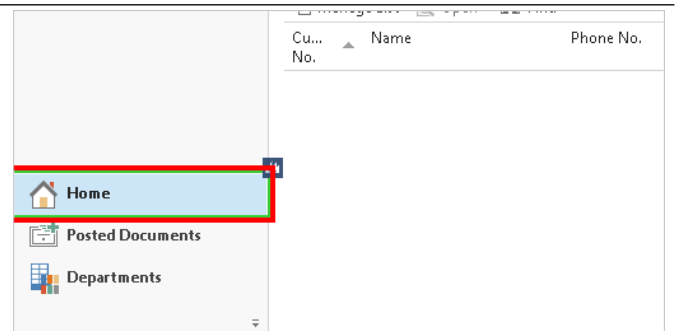 Cu... Name Phone No.
No.
Home
Posted Documents
Departments